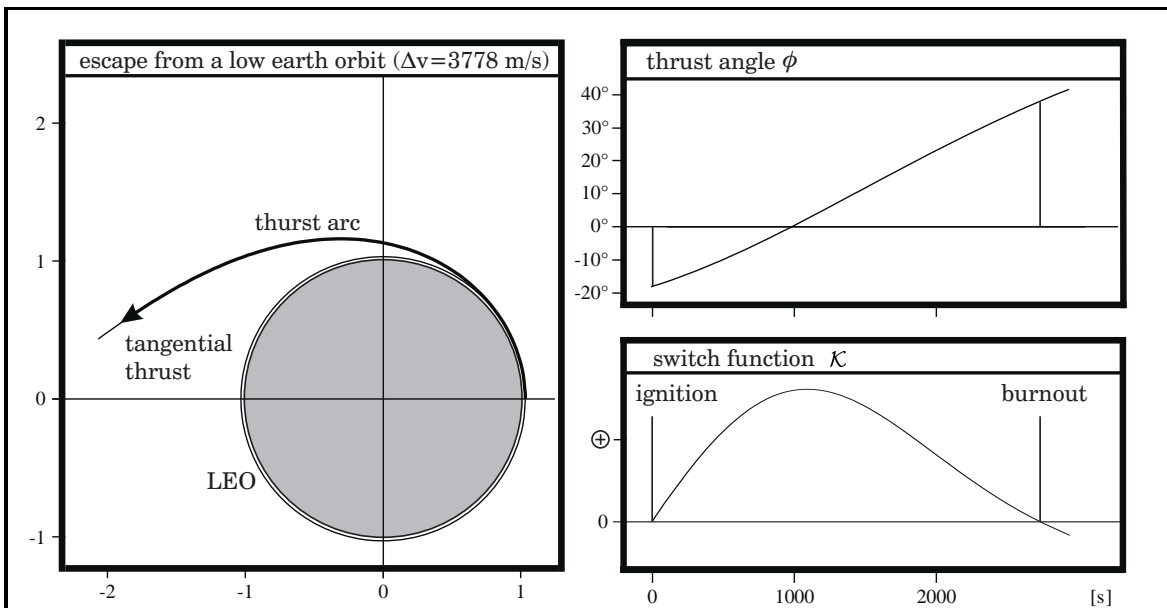 escape from a low earth orbit (Δv=3778 m/s)
2
1
0
-1
-2
-1
0
1
thurst arc
tangential
thrust
LEO
thrust angle ϕ
40°
30°
20°
10°
0°
-10°
-20°
switch function 𝒦
ignition
burnout
⊕
0
0
1000
2000
[s]